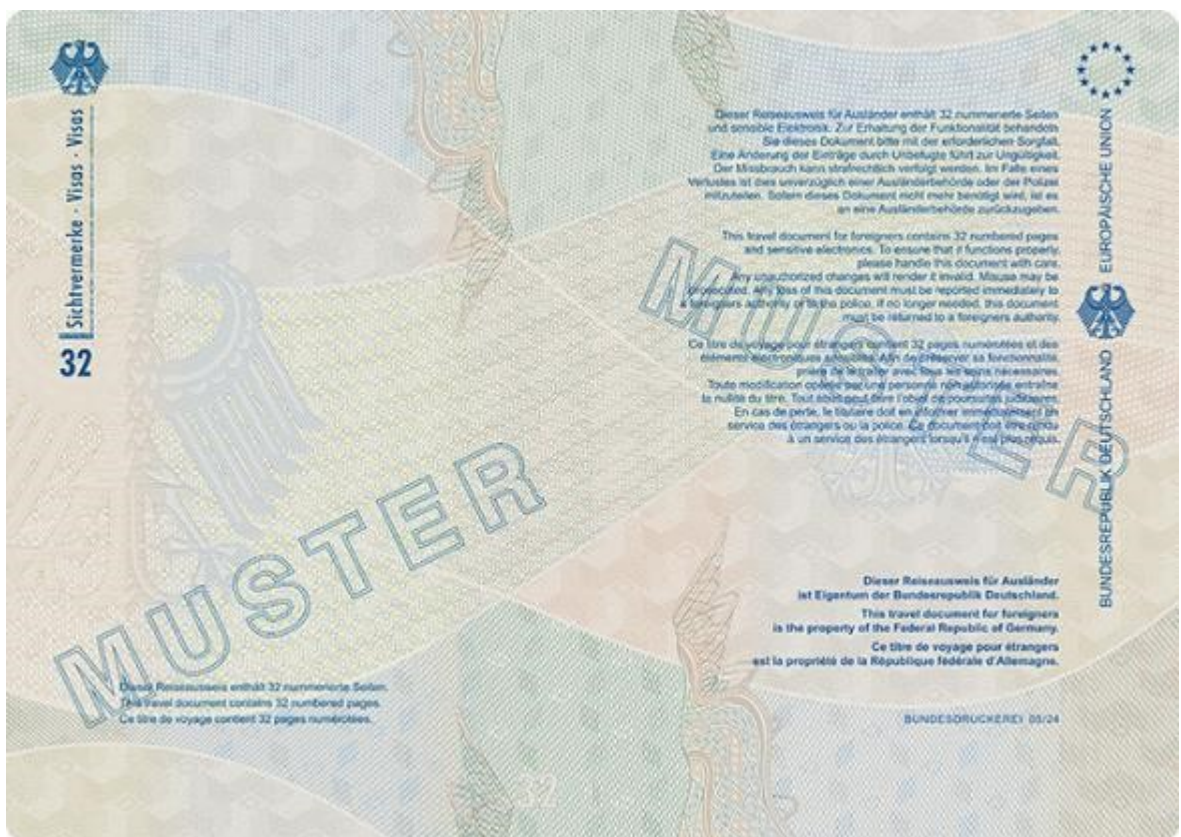 Sichtvermerke · Visas · Visas
32
MUSTER
Dieser Reiseausweis enthält 32 nummerierte Seiten.
This travel document contains 32 numbered pages.
Ce titre de voyage contient 32 pages numérotées.
32
EUROPÄISCHE UNION
BUNDESREPUBLIK DEUTSCHLAND
Dieser Reiseausweis für Ausländer enthält 32 nummerierte Seiten
und sensible Elektronik. Zur Erhaltung der Funktionalität behandeln
Sie dieses Dokument bitte mit der erforderlichen Sorgfalt.
Eine Änderung der Einträge durch Unbefugte führt zur Ungültigkeit.
Der Missbrauch kann strafrechtlich verfolgt werden. Im Falle eines
Verlustes ist dies unverzüglich einer Ausländerbehörde oder der Polizei
mitzuteilen. Sofern dieses Dokument nicht mehr benötigt wird, ist es
an eine Ausländerbehörde zurückzugeben.
This travel document for foreigners contains 32 numbered pages
and sensitive electronics. To ensure that it functions properly,
please handle this document with care.
Any unauthorized changes will render it invalid. Misuse may be
prosecuted. Any loss of this document must be reported immediately to
a foreigners authority or to the police. If no longer needed, this document
must be returned to a foreigners authority.
Ce titre de voyage pour étrangers contient 32 pages numérotées et des
éléments électroniques sensibles. Afin de préserver sa fonctionnalité,
prière de le traiter avec tous les soins nécessaires.
Toute modification opérée par une personne non autorisée entraîne
la nullité du titre. Tout abus peut faire l'objet de poursuites judiciaires.
En cas de perte, le titulaire doit en informer immédiatement un
service des étrangers ou la police. Ce document doit être rendu
à un service des étrangers lorsqu'il n'est plus requis.
MUSTER
Dieser Reiseausweis für Ausländer
ist Eigentum der Bundesrepublik Deutschland.
This travel document for foreigners
is the property of the Federal Republic of Germany.
Ce titre de voyage pour étrangers
est la propriété de la République fédérale d'Allemagne.
BUNDESDRUCKEREI 03/24